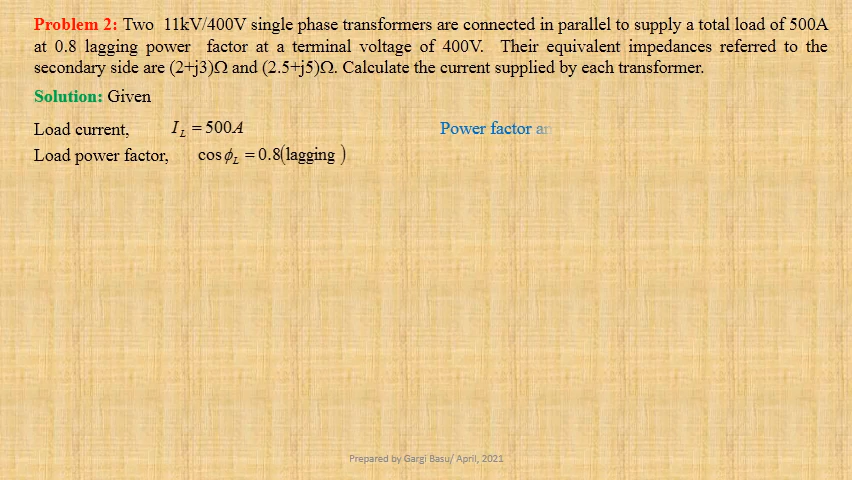 Problem 2: Two 11kV/400V single phase transformers are connected in parallel to supply a total load of 500A
at 0.8 lagging power factor at a terminal voltage of 400V. Their equivalent impedances referred to the
secondary side are (2+j3)Ω and (2.5+j5)Ω. Calculate the current supplied by each transformer.
Solution: Given
Load current, I_L = 500A
Power factor an
Load power factor, cos ϕ_L = 0.8(lagging )
Prepared by Gargi Basu/ April, 2021